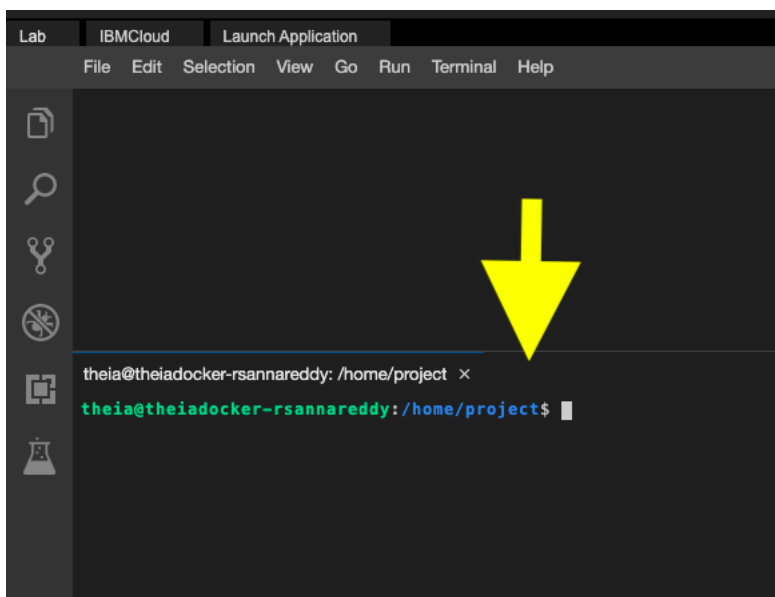 Lab IBMCloud Launch Application
File Edit Selection View Go Run Terminal Help
theia@theiadocker-rsannareddy: /home/project ×
theia@theiadocker-rsannareddy:/home/project$